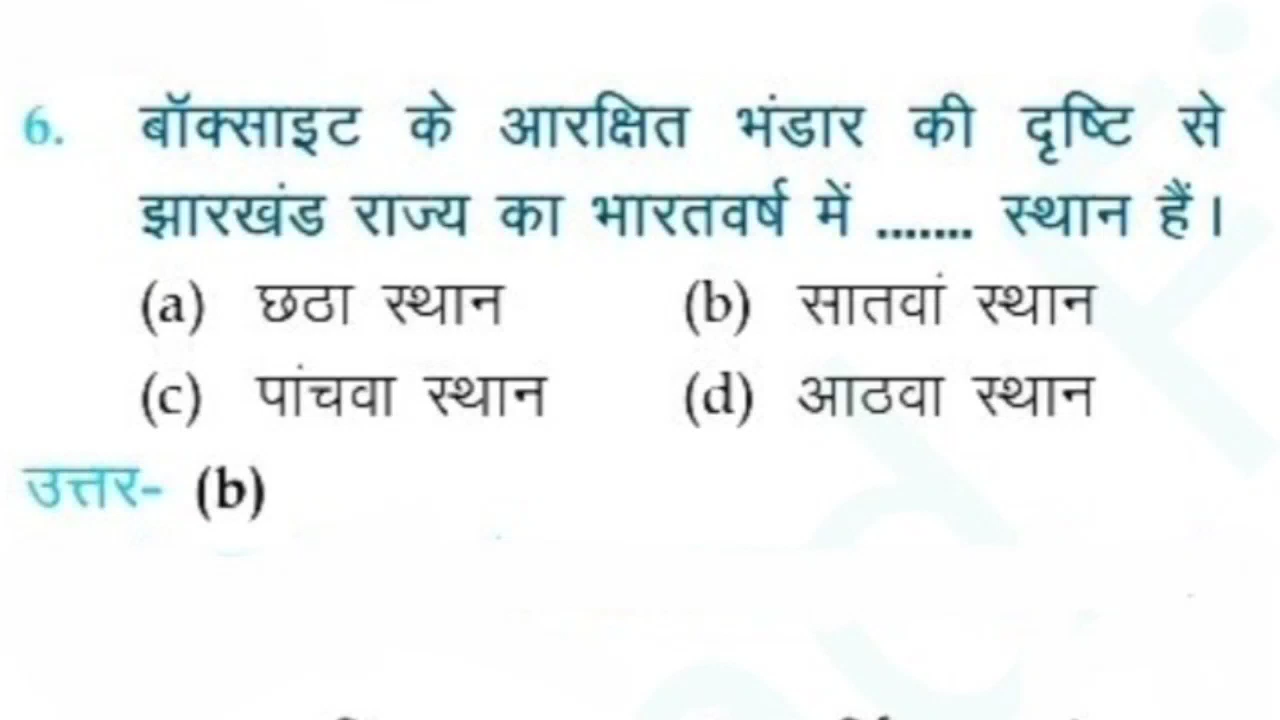 6. बॉक्साइट के आरक्षित भंडार की दृष्टि से
झारखंड राज्य का भारतवर्ष में ....... स्थान हैं।
(a) छठा स्थान (b) सातवां स्थान
(c) पांचवा स्थान (d) आठवा स्थान
उत्तर- (b)